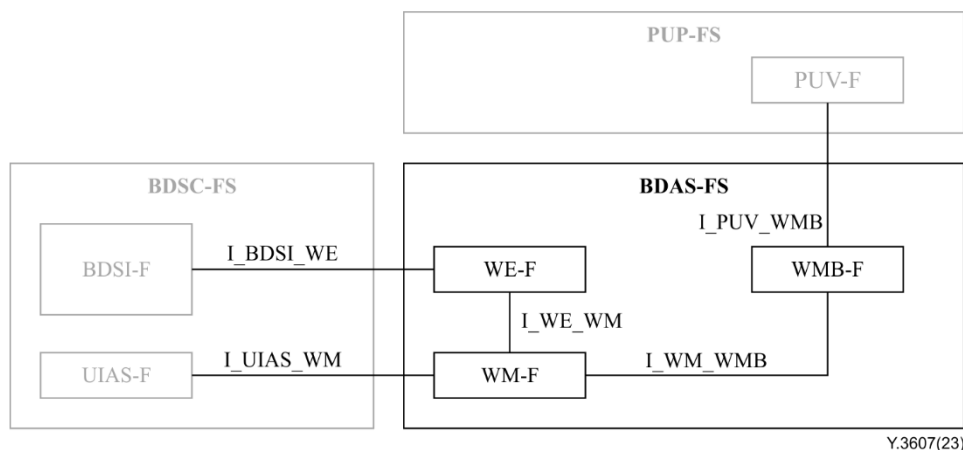 PUP-FS
PUV-F
BDSC-FS
BDAS-FS
I_PUV_WMB
BDSI-F
I_BDSI_WE
WE-F
WMB-F
I_WE_WM
UIAS-F
I_UIAS_WM
WM-F
I_WM_WMB
Y.3607(23)